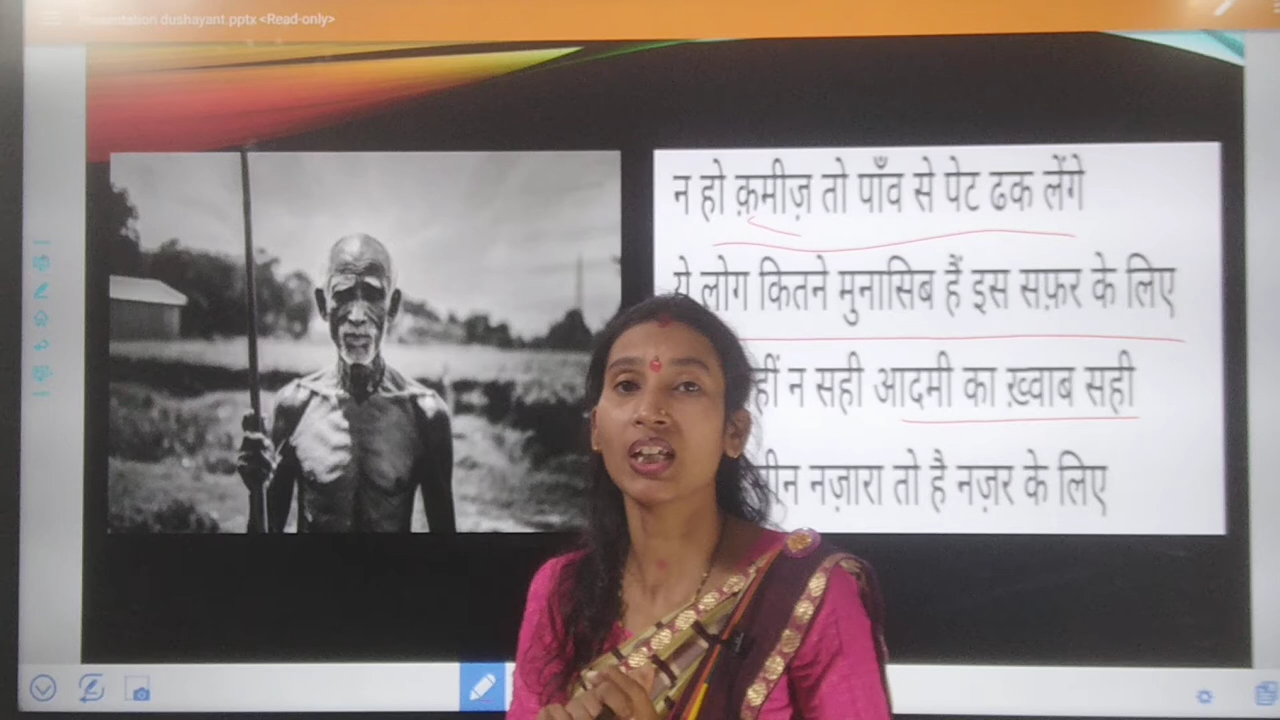 Presentation dushayant.pptx <Read-only>
न हो क़मीज़ तो पाँव से पेट ढक लेंगे
ये लोग कितने मुनासिब हैं इस सफ़र के लिए
न सही आदमी का ख़्वाब सही
नज़ारा तो है नज़र के लिए